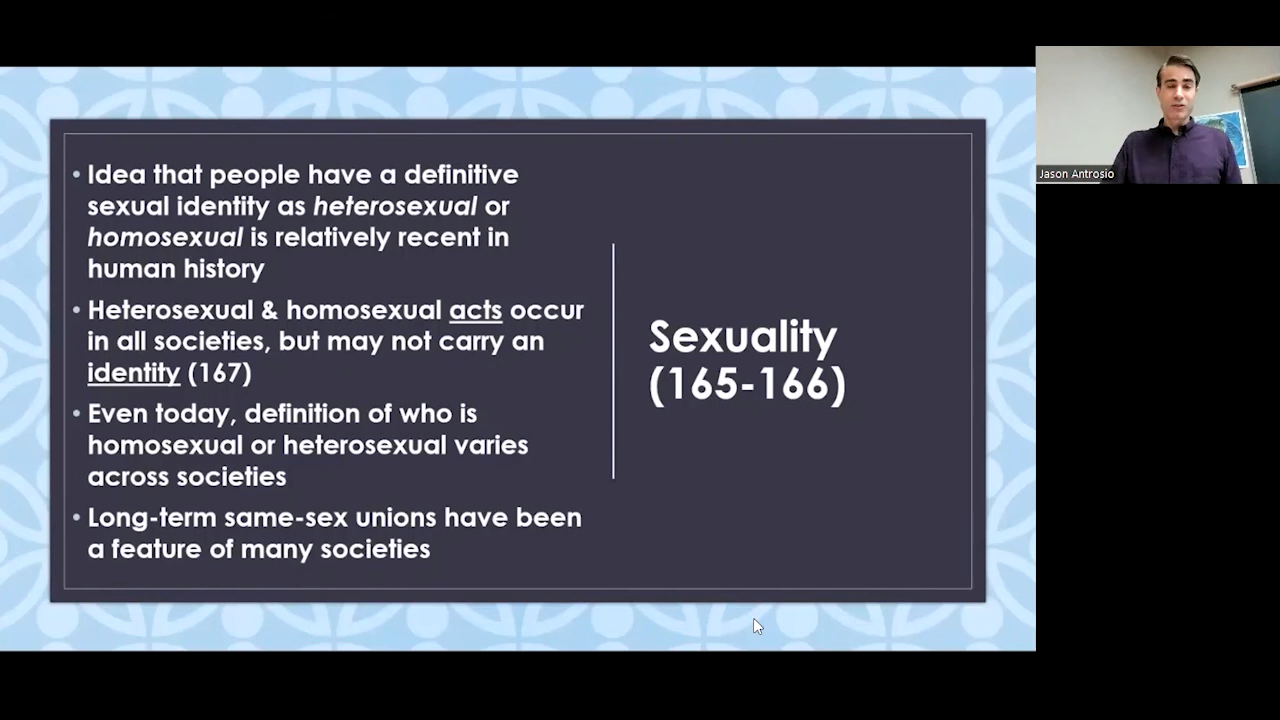 • Idea that people have a definitive
sexual identity as heterosexual or
homosexual is relatively recent in
human history
• Heterosexual & homosexual acts occur
in all societies, but may not carry an
identity (167)
• Even today, definition of who is
homosexual or heterosexual varies
across societies
• Long-term same-sex unions have been
a feature of many societies
Sexuality
(165-166)
Jason Antrosio